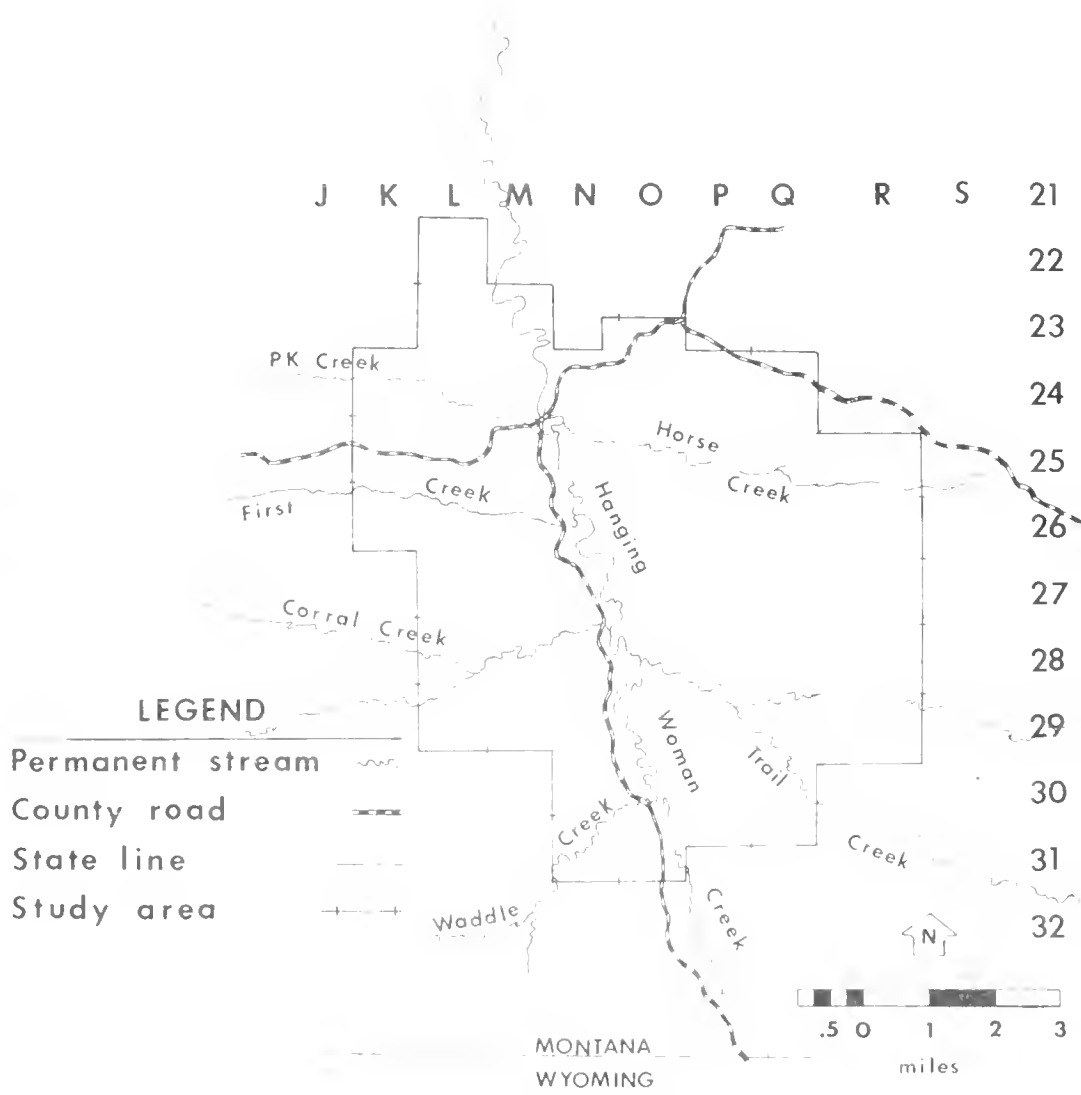 J K L M N O P Q R S 21
22
23
PK Creek
24
Horse
Creek
25
First Creek
Hanging
26
27
Corral Creek
28
LEGEND
29
Permanent stream
Woman
Trail
30
County road
Creek
State line
Creek
31
Study area
Waddle
Creek
32
N
.5 0 1 2 3
miles
MONTANA
WYOMING